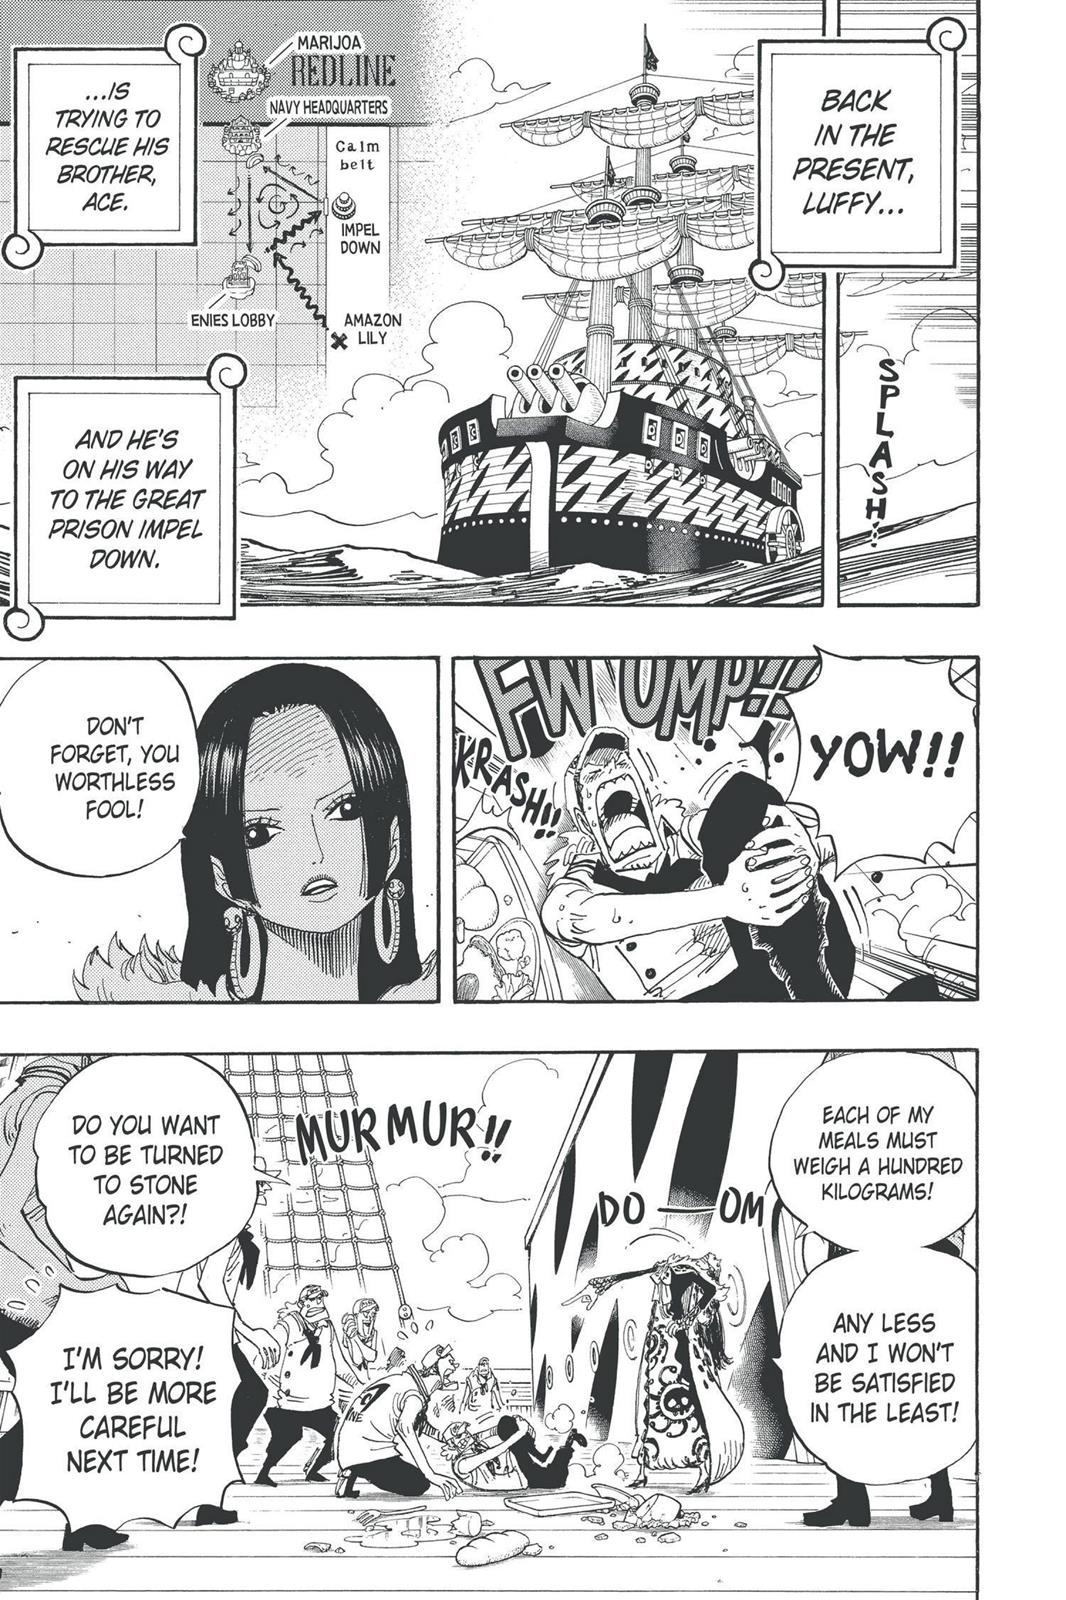 BACK
IN THE
PRESENT,
LUFFY...
SPLASH!
MARIJOA
REDLINE
NAVY HEADQUARTERS
Calm
belt
IMPEL
DOWN
ENIES LOBBY
AMAZON
LILY
...IS
TRYING TO
RESCUE HIS
BROTHER,
ACE.
AND HE'S
ON HIS WAY
TO THE GREAT
PRISON IMPEL
DOWN.
FWUMP!!
KRASH!!
YOW!!
DON'T
FORGET, YOU
WORTHLESS
FOOL!
EACH OF MY
MEALS MUST
WEIGH A HUNDRED
KILOGRAMS!
ANY LESS
AND I WON'T
BE SATISFIED
IN THE LEAST!
DO—OM
MURMUR!!
DO YOU WANT
TO BE TURNED
TO STONE
AGAIN?!
I'M SORRY!
I'LL BE MORE
CAREFUL
NEXT TIME!